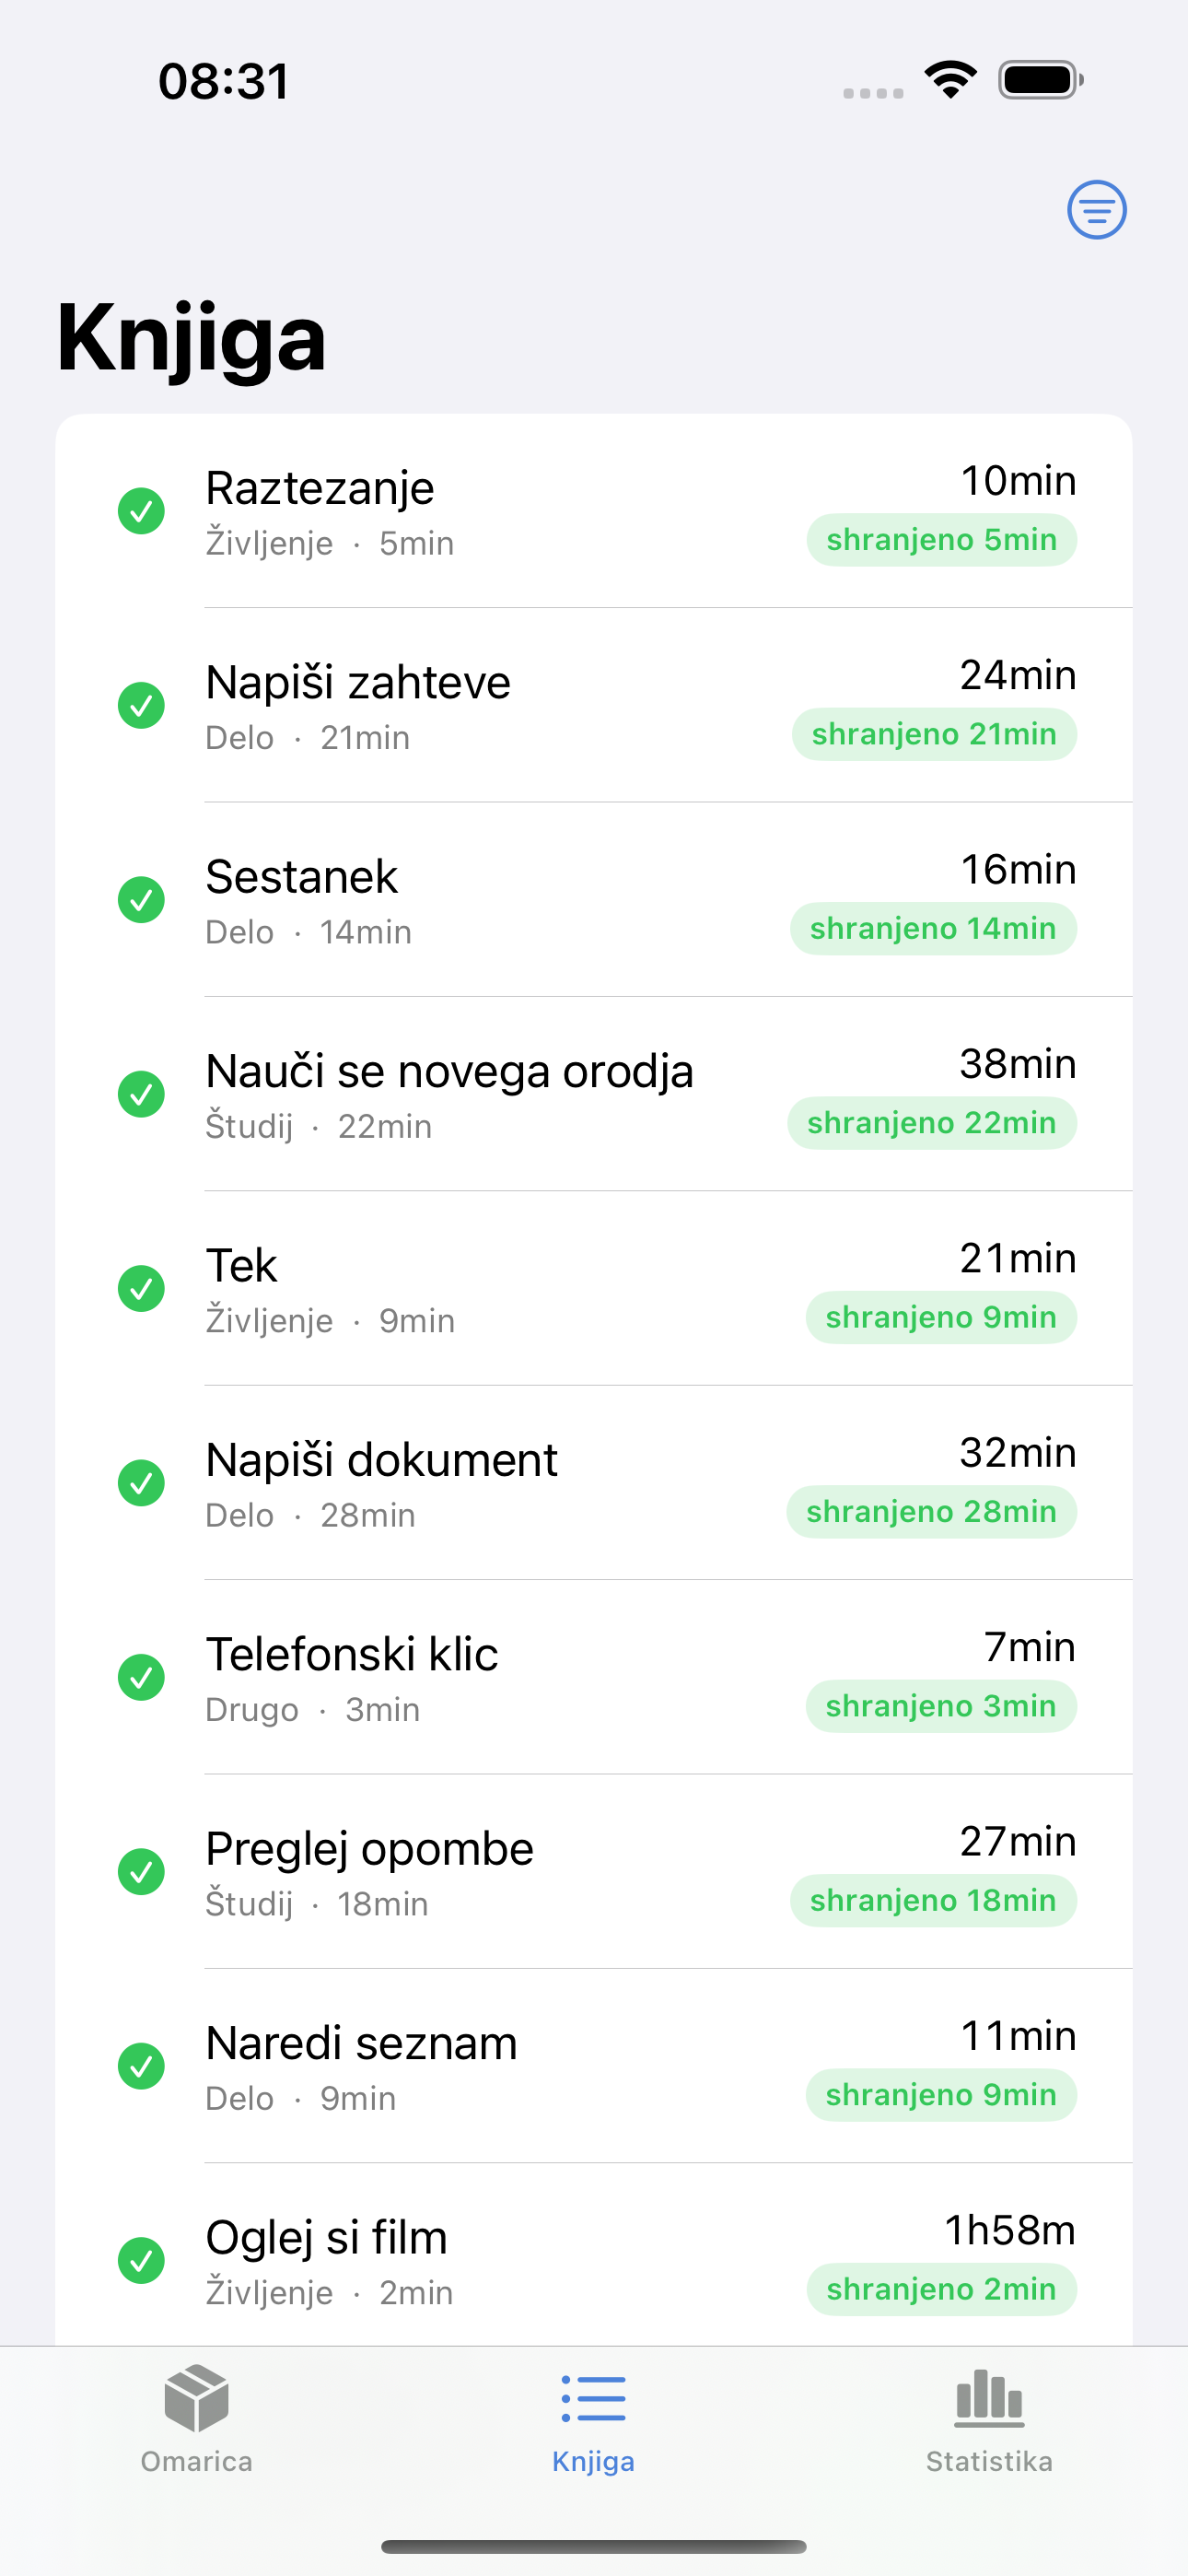 08:31
Knjiga
Raztezanje
10min
Življenje · 5min
shranjeno 5min
Napiši zahteve
24min
Delo · 21min
shranjeno 21min
Sestanek
16min
Delo · 14min
shranjeno 14min
Nauči se novega orodja
38min
Študij · 22min
shranjeno 22min
Tek
21min
Življenje · 9min
shranjeno 9min
Napiši dokument
32min
Delo · 28min
shranjeno 28min
Telefonski klic
7min
Drugo · 3min
shranjeno 3min
Preglej opombe
27min
Študij · 18min
shranjeno 18min
Naredi seznam
11min
Delo · 9min
shranjeno 9min
Oglej si film
1h58m
Življenje · 2min
shranjeno 2min
Omarica
Knjiga
Statistika